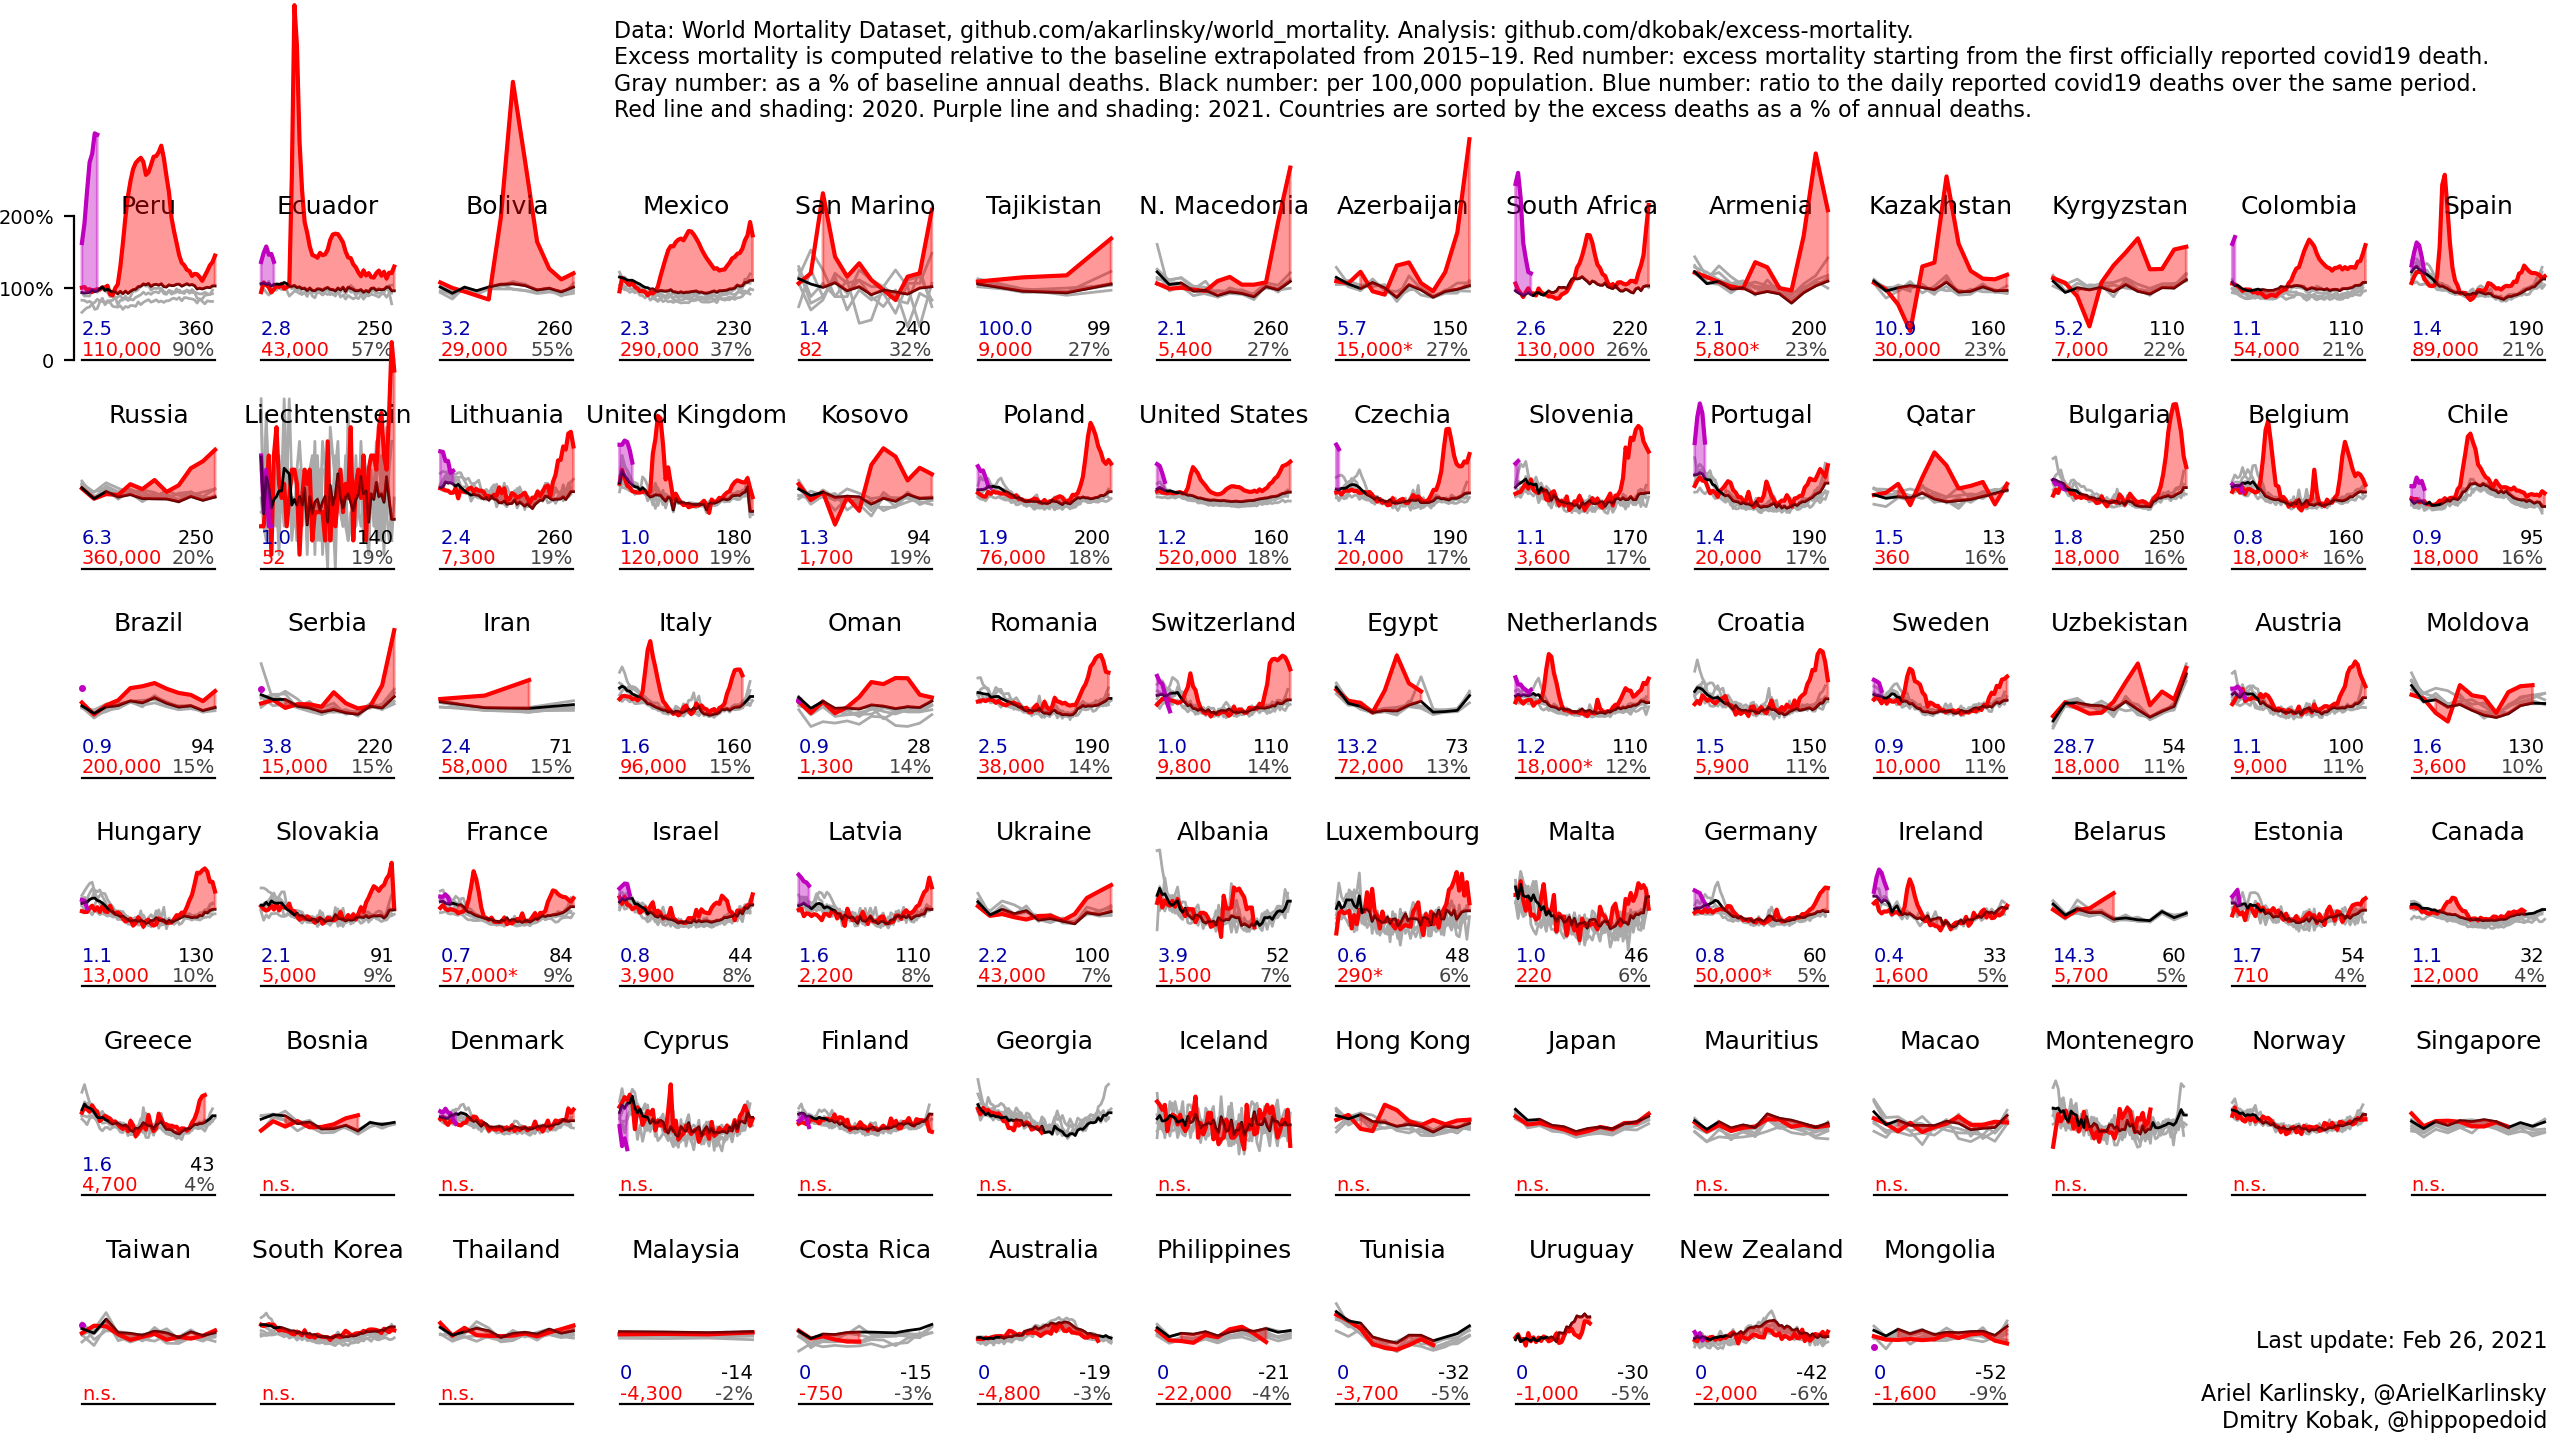 Data: World Mortality Dataset, github.com/akarlinsky/world_mortality. Analysis: github.com/dkobak/excess-mortality.
Excess mortality is computed relative to the baseline extrapolated from 2015–19. Red number: excess mortality starting from the first officially reported covid19 death.
Gray number: as a % of baseline annual deaths. Black number: per 100,000 population. Blue number: ratio to the daily reported covid19 deaths over the same period.
Red line and shading: 2020. Purple line and shading: 2021. Countries are sorted by the excess deaths as a % of annual deaths.
Peru Ecuador Bolivia Mexico San Marino Tajikistan N. Macedonia Azerbaijan South Africa Armenia Kazakhstan Kyrgyzstan Colombia Spain
200%
100%
2.5 360 2.8 250 3.2 260 2.3 230 1.4 240 100.0 99 2.1 260 5.7 150 2.6 220 2.1 200 10.9 160 5.2 110 1.1 110 1.4 190
0 110,000 90% 43,000 57% 29,000 55% 290,000 37% 82 32% 9,000 27% 5,400 27% 15,000* 27% 130,000 26% 5,800* 23% 30,000 23% 7,000 22% 54,000 21% 89,000 21%
Russia Liechtenstein Lithuania United Kingdom Kosovo Poland United States Czechia Slovenia Portugal Qatar Bulgaria Belgium Chile
6.3 250 1.0 140 2.4 260 1.0 180 1.3 94 1.9 200 1.2 160 1.4 190 1.1 170 1.4 190 1.5 13 1.8 250 0.8 160 0.9 95
360,000 20% 52 19% 7,300 19% 120,000 19% 1,700 19% 76,000 18% 520,000 18% 20,000 17% 3,600 17% 20,000 17% 360 16% 18,000 16% 18,000* 16% 18,000 16%
Brazil Serbia Iran Italy Oman Romania Switzerland Egypt Netherlands Croatia Sweden Uzbekistan Austria Moldova
0.9 94 3.8 220 2.4 71 1.6 160 0.9 28 2.5 190 1.0 110 13.2 73 1.2 110 1.5 150 0.9 100 28.7 54 1.1 100 1.6 130
200,000 15% 15,000 15% 58,000 15% 96,000 15% 1,300 14% 38,000 14% 9,800 14% 72,000 13% 18,000* 12% 5,900 11% 10,000 11% 18,000 11% 9,000 11% 3,600 10%
Hungary Slovakia France Israel Latvia Ukraine Albania Luxembourg Malta Germany Ireland Belarus Estonia Canada
1.1 130 2.1 91 0.7 84 0.8 44 1.6 110 2.2 100 3.9 52 0.6 48 1.0 46 0.8 60 0.4 33 14.3 60 1.7 54 1.1 32
13,000 10% 5,000 9% 57,000* 9% 3,900 8% 2,200 8% 43,000 7% 1,500 7% 290* 6% 220 6% 50,000* 5% 1,600 5% 5,700 5% 710 4% 12,000 4%
Greece Bosnia Denmark Cyprus Finland Georgia Iceland Hong Kong Japan Mauritius Macao Montenegro Norway Singapore
1.6 43
4,700 4% n.s. n.s. n.s. n.s. n.s. n.s. n.s. n.s. n.s. n.s. n.s. n.s. n.s.
Taiwan South Korea Thailand Malaysia Costa Rica Australia Philippines Tunisia Uruguay New Zealand Mongolia
0 -14 0 -15 0 -19 0 -21 0 -32 0 -30 0 -42 0 -52
n.s. n.s. n.s. -4,300 -2% -750 -3% -4,800 -3% -22,000 -4% -3,700 -5% -1,000 -5% -2,000 -6% -1,600 -9%
Last update: Feb 26, 2021
Ariel Karlinsky, @ArielKarlinsky
Dmitry Kobak, @hippopedoid